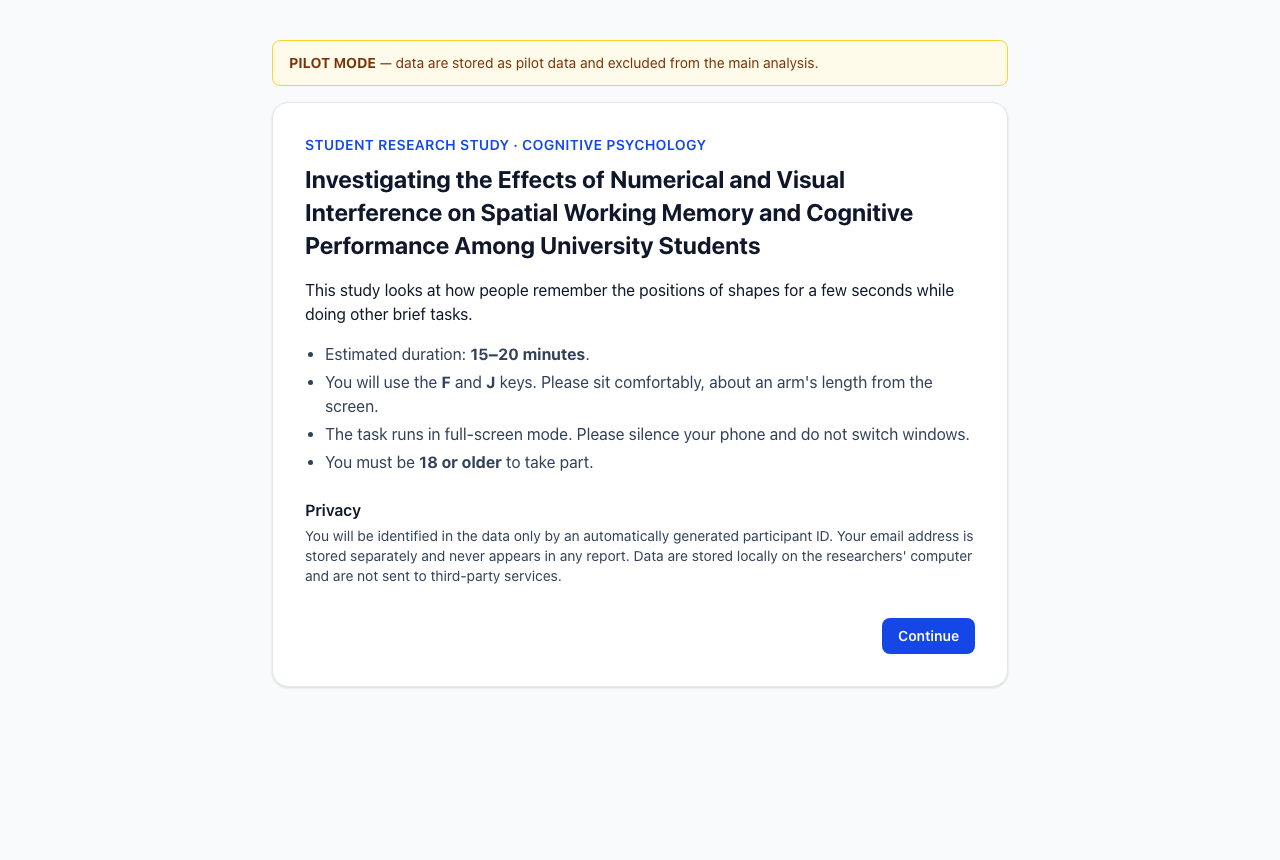 PILOT MODE — data are stored as pilot data and excluded from the main analysis.
STUDENT RESEARCH STUDY · COGNITIVE PSYCHOLOGY
Investigating the Effects of Numerical and Visual
Interference on Spatial Working Memory and Cognitive
Performance Among University Students
This study looks at how people remember the positions of shapes for a few seconds while
doing other brief tasks.
• Estimated duration: 15–20 minutes.
• You will use the F and J keys. Please sit comfortably, about an arm's length from the
screen.
• The task runs in full-screen mode. Please silence your phone and do not switch windows.
• You must be 18 or older to take part.
Privacy
You will be identified in the data only by an automatically generated participant ID. Your email address is
stored separately and never appears in any report. Data are stored locally on the researchers' computer
and are not sent to third-party services.
Continue